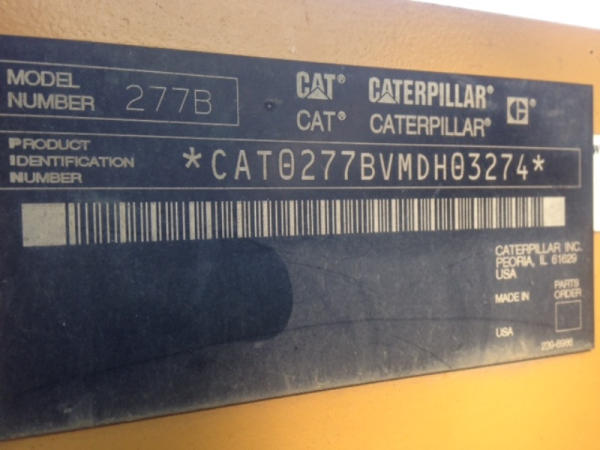 MODEL
NUMBER 277B
CAT® CATERPILLAR®
CAT® CATERPILLAR®
PRODUCT
IDENTIFICATION
NUMBER
*CAT0277BVMDH03274*
CATERPILLAR INC.
PEORIA, IL 61629
USA
MADE IN
USA
PARTS
ORDER